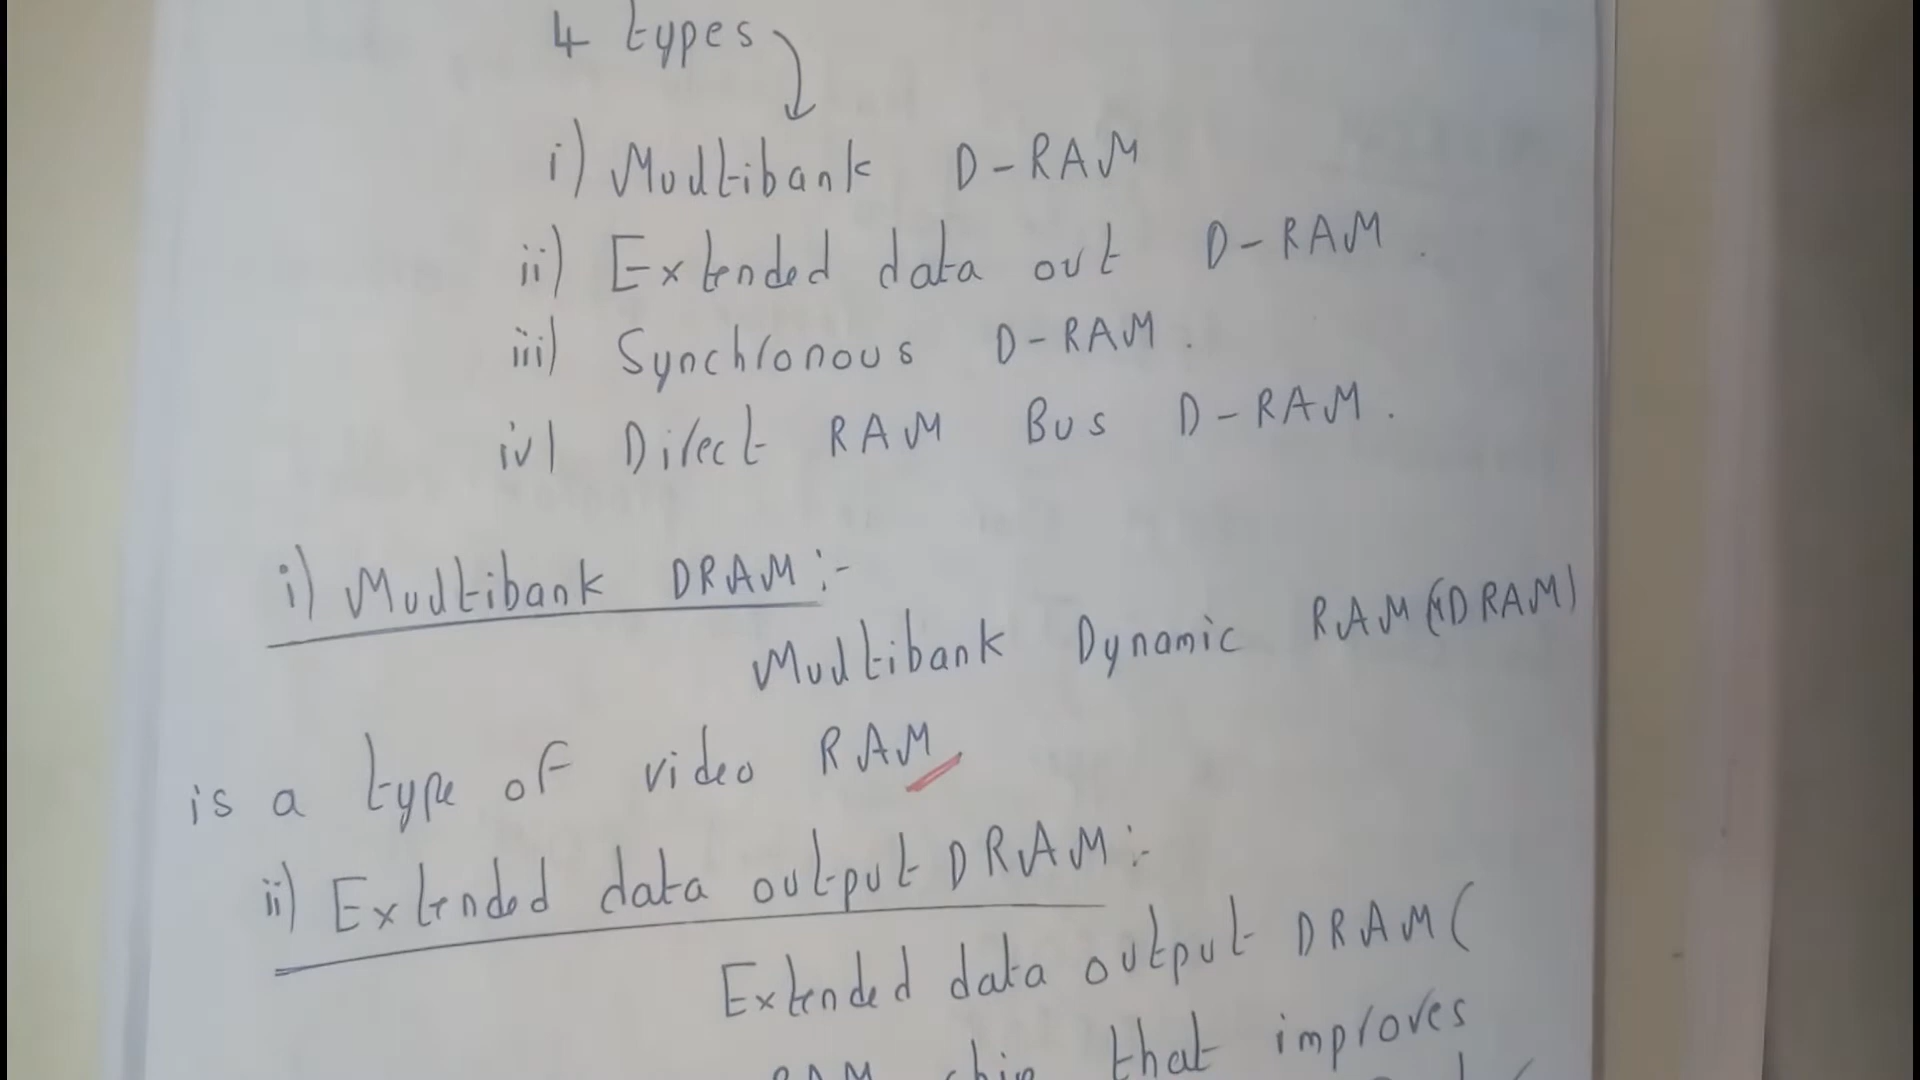 4 types
i) Multibank D-RAM
ii) Extended data out D-RAM.
iii) Synchronous D-RAM.
iv) Direct RAM Bus D-RAM.
i) Multibank DRAM:-
Multibank Dynamic RAM (MDRAM)
is a type of video RAM
ii) Extended data output DRAM:-
Extended data output DRAM (
RAM chip that improves